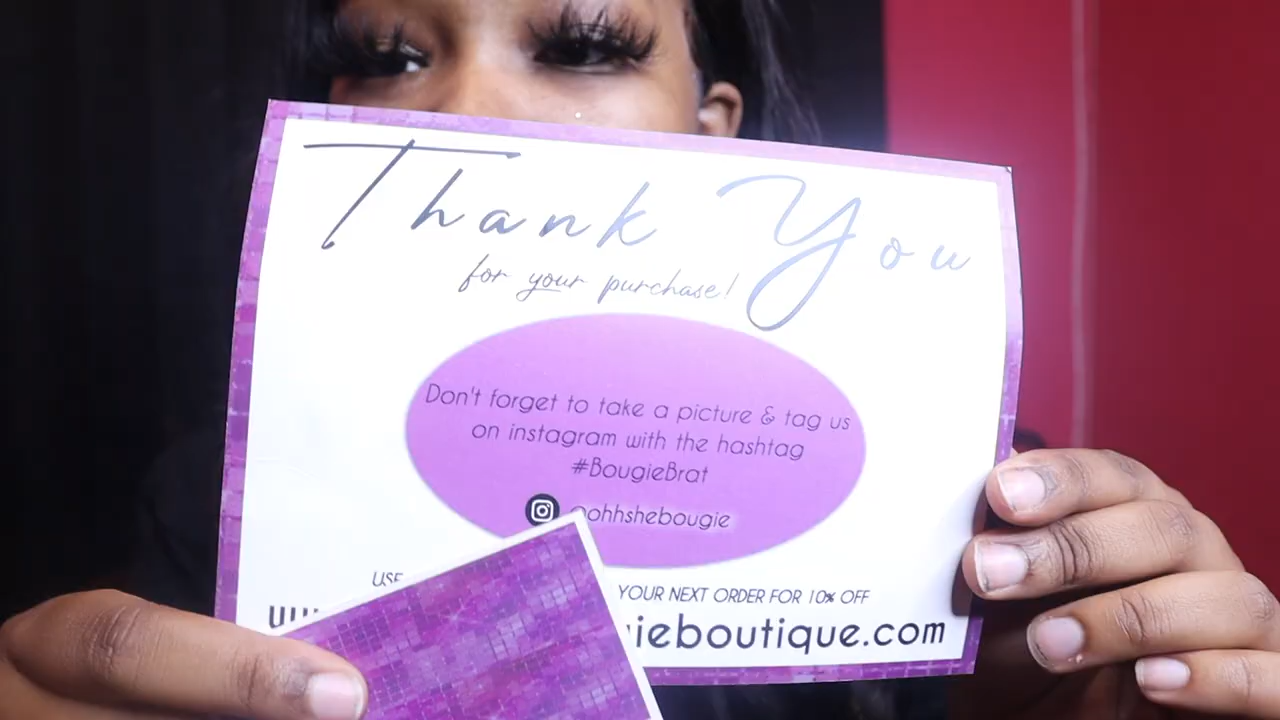 Thank You
for your purchase!
Don't forget to take a picture & tag us
on instagram with the hashtag
#BougieBrat
@ohhshebougie
USE YOUR NEXT ORDER FOR 10% OFF
ieboutique.com